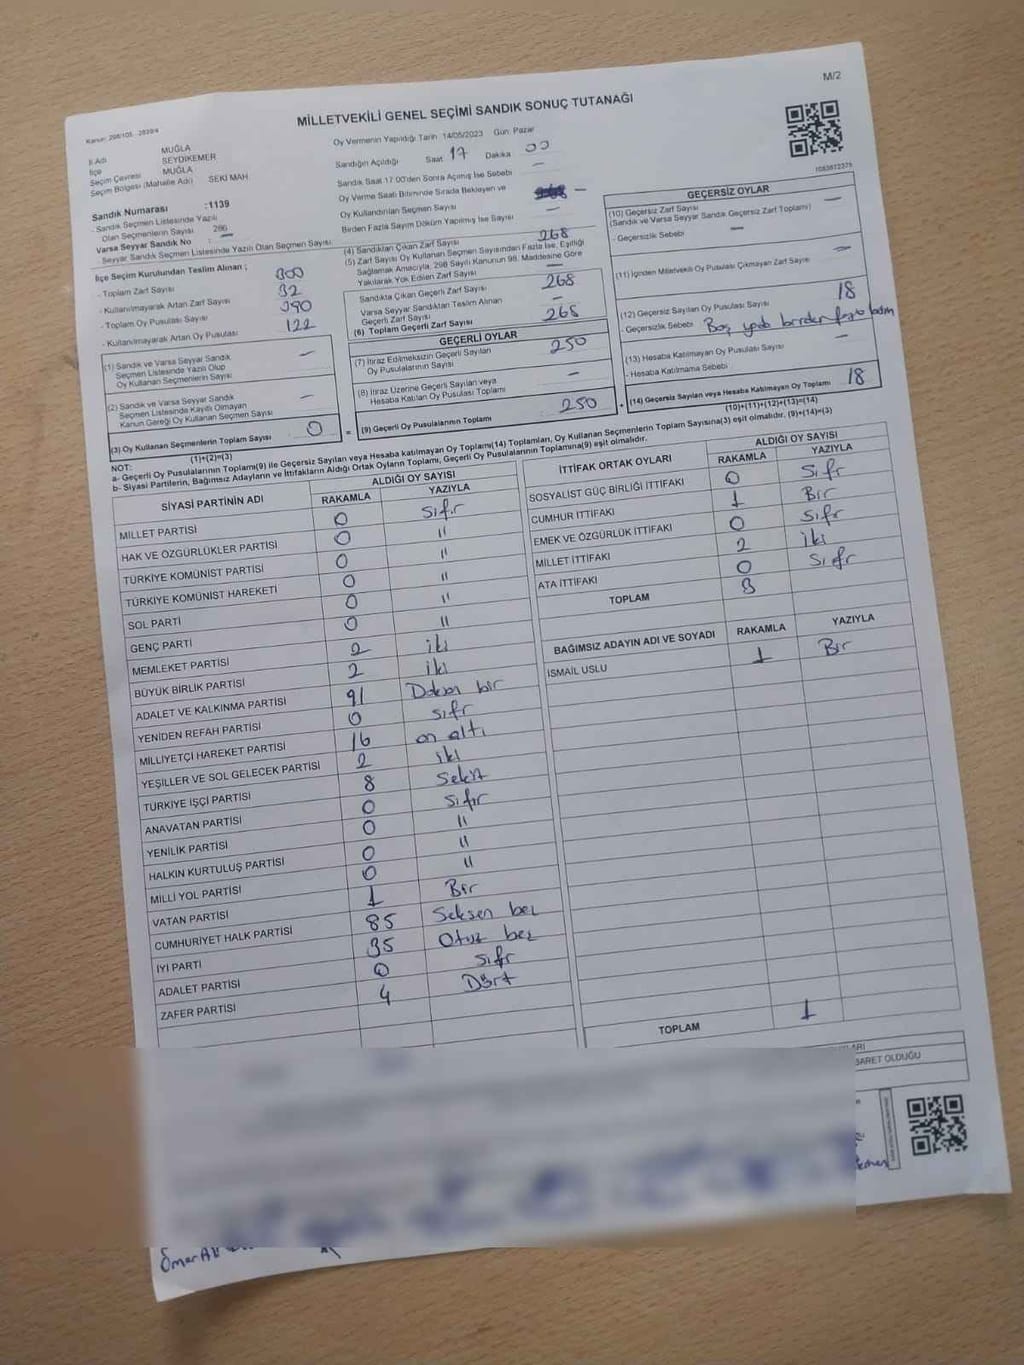 M/2
Kanun: 298/105 - 2839/4
MİLLETVEKİLİ GENEL SEÇİMİ SANDIK SONUÇ TUTANAĞI
İl Adı MUĞLA
İlçe SEYDİKEMER
Seçim Çevresi MUĞLA
Seçim Bölgesi (Mahalle Adı) SEKİ MAH.
Sandık Numarası :1139
- Sandık Seçmen Listesinde Yazılı
Olan Seçmenlerin Sayısı 286
Varsa Seyyar Sandık No : —
Seyyar Sandık Seçmen Listesinde Yazılı Olan Seçmen Sayısı:
İlçe Seçim Kurulundan Teslim Alınan ;
- Toplam Zarf Sayısı 300
- Kullanılmayarak Artan Zarf Sayısı 32
- Toplam Oy Pusulası Sayısı 390
- Kullanılmayarak Artan Oy Pusulası 122
(1) Sandık ve Varsa Seyyar Sandık
Seçmen Listesinde Yazılı Olup
Oy Kullanan Seçmenlerin Sayısı —
(2) Sandık ve Varsa Seyyar Sandık
Seçmen Listesinde Kayıtlı Olmayan
Kanun Gereği Oy Kullanan Seçmen Sayısı —
(3) Oy Kullanan Seçmenlerin Toplam Sayısı 0
(1)+(2)=(3)
Oy Vermenin Yapıldığı Tarih 14/05/2023 Gün Pazar
Sandığın Açıldığı Saat 17 Dakika 00
Sandık Saat 17.00'den Sonra Açılmış İse Sebebi —
Oy Verme Saati Bitiminde Sırada Bekleyen ve
Oy Kullandırılan Seçmen Sayısı —
Birden Fazla Sayım Döküm Yapılmış İse Sayısı —
(4) Sandıktan Çıkan Zarf Sayısı 268
(5) Zarf Sayısı Oy Kullanan Seçmen Sayısından Fazla İse, Eşitliği
Sağlamak Amacıyla, 298 Sayılı Kanunun 98. Maddesine Göre
Yakılarak Yok Edilen Zarf Sayısı —
Sandıkta Çıkan Geçerli Zarf Sayısı 268
Varsa Seyyar Sandıktan Teslim Alınan
Geçerli Zarf Sayısı —
(6) Toplam Geçerli Zarf Sayısı 268
GEÇERLİ OYLAR
(7) İtiraz Edilmeksizin Geçerli Sayılan
Oy Pusulalarının Sayısı 250
(8) İtiraz Üzerine Geçerli Sayılan veya
Hesaba Katılan Oy Pusulası Toplamı —
= (9) Geçerli Oy Pusulalarının Toplamı 250
1083872375
GEÇERSİZ OYLAR
(10) Geçersiz Zarf Sayısı
(Sandık ve Varsa Seyyar Sandık Geçersiz Zarf Toplamı) —
- Geçersizlik Sebebi —
(11) İçinden Milletvekili Oy Pusulası Çıkmayan Zarf Sayısı —
(12) Geçersiz Sayılan Oy Pusulası Sayısı 18
- Geçersizlik Sebebi Boş yada birden fazla
(13) Hesaba Katılmayan Oy Pusulası Sayısı —
- Hesaba Katılmama Sebebi
+ (14) Geçersiz Sayılan veya Hesaba Katılmayan Oy Toplamı 18
(10)+(11)+(12)+(13)=(14)
NOT:
a- Geçerli Oy Pusulalarının Toplamı(9) ile Geçersiz Sayılan veya Hesaba katılmayan Oy Toplamı(14) Toplamları, Oy Kullanan Seçmenlerin Toplam Sayısına(3) eşit olmalıdır. (9)+(14)=(3)
b- Siyasi Partilerin, Bağımsız Adayların ve İttifakların Aldığı Ortak Oyların Toplamı, Geçerli Oy Pusulalarının Toplamına(9) eşit olmalıdır.
SİYASİ PARTİNİN ADI ALDIĞI OY SAYISI
RAKAMLA YAZIYLA
MİLLET PARTİSİ 0 Sıfır
HAK VE ÖZGÜRLÜKLER PARTİSİ 0 "
TÜRKİYE KOMÜNİST PARTİSİ 0 "
TÜRKİYE KOMÜNİST HAREKETİ 0 "
SOL PARTİ 0 "
GENÇ PARTİ 0 "
MEMLEKET PARTİSİ 2 iki
BÜYÜK BİRLİK PARTİSİ 2 iki
ADALET VE KALKINMA PARTİSİ 91 Doksan bir
YENİDEN REFAH PARTİSİ 0 sıfr
MİLLİYETÇİ HAREKET PARTİSİ 16 on altı
YEŞİLLER VE SOL GELECEK PARTİSİ 2 iki
TÜRKİYE İŞÇİ PARTİSİ 8 Sekiz
ANAVATAN PARTİSİ 0 Sıfır
YENİLİK PARTİSİ 0 "
HALKIN KURTULUŞ PARTİSİ 0 "
MİLLİ YOL PARTİSİ 0 "
VATAN PARTİSİ 1 Bir
CUMHURİYET HALK PARTİSİ 85 Seksen beş
İYİ PARTİ 35 Otuz beş
ADALET PARTİSİ 0 sıfr
ZAFER PARTİSİ 4 Dört
İTTİFAK ORTAK OYLARI ALDIĞI OY SAYISI
RAKAMLA YAZIYLA
SOSYALİST GÜÇ BİRLİĞİ İTTİFAKI 0 Sıfr
CUMHUR İTTİFAKI 1 Bir
EMEK VE ÖZGÜRLÜK İTTİFAKI 0 Sıfr
MİLLET İTTİFAKI 2 iki
ATA İTTİFAKI 0 Sıfr
TOPLAM 3
BAĞIMSIZ ADAYIN ADI VE SOYADI RAKAMLA YAZIYLA
İSMAİL USLU 1 Bir
TOPLAM 1
BARET OLDUĞU